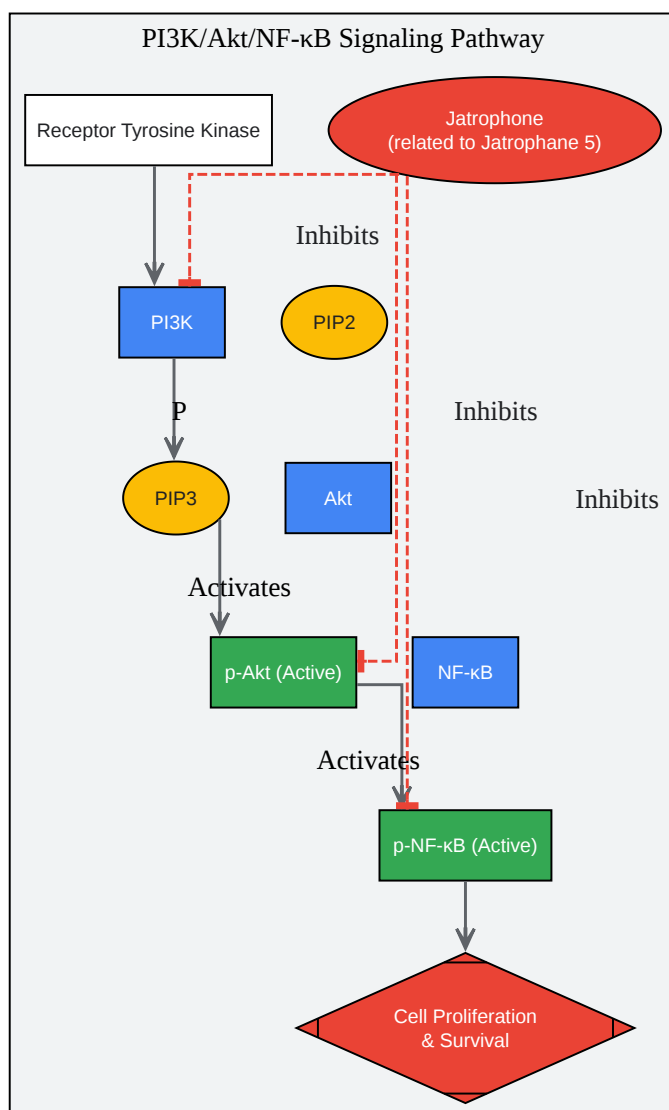 PI3K/Akt/NF-κB Signaling Pathway
Receptor Tyrosine Kinase
Jatrophone
(related to Jatrophane 5)
Inhibits
PI3K
PIP2
P
Inhibits
PIP3
Akt
Inhibits
Activates
p-Akt (Active)
NF-κB
Activates
p-NF-κB (Active)
Cell Proliferation
& Survival